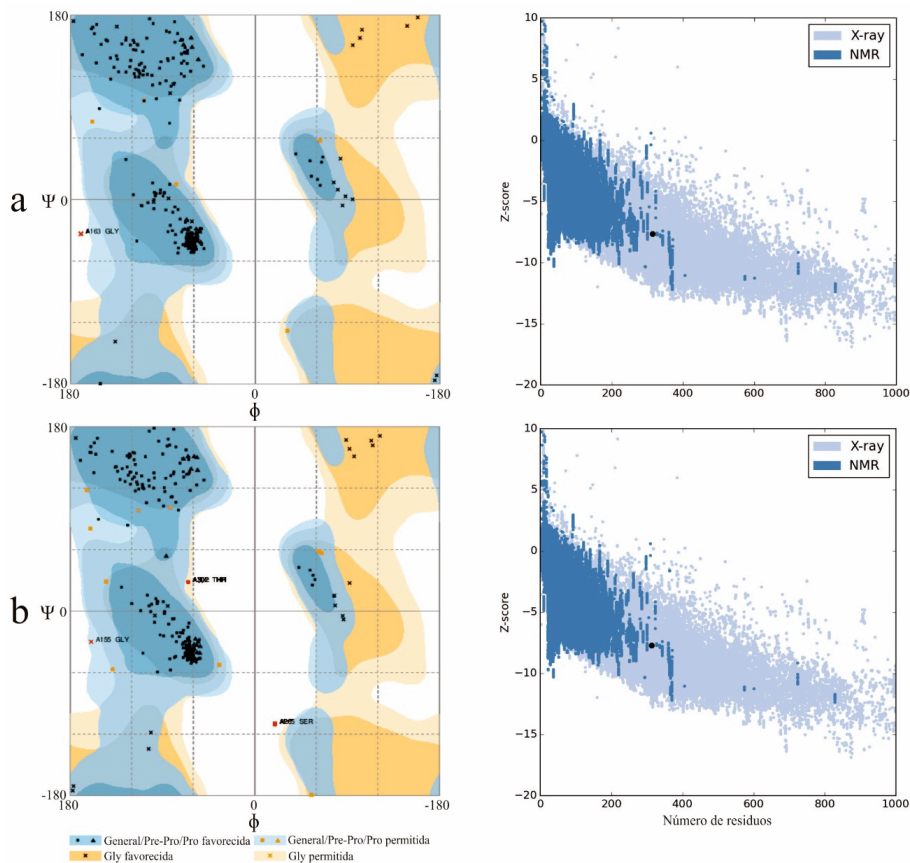 a
180
Ψ 0
-180
A163 GLY
180
0
-180
ϕ
10
5
0
Z-score
-5
-10
-15
-20
0
200
400
600
800
1000
X-ray
NMR
b
180
Ψ 0
-180
THR
A155 GLY
SER
180
0
-180
ϕ
10
5
0
Z-score
-5
-10
-15
-20
0
200
400
600
800
1000
Número de residuos
X-ray
NMR
General/Pre-Pro/Pro favorecida
General/Pre-Pro/Pro permitida
Gly favorecida
Gly permitida